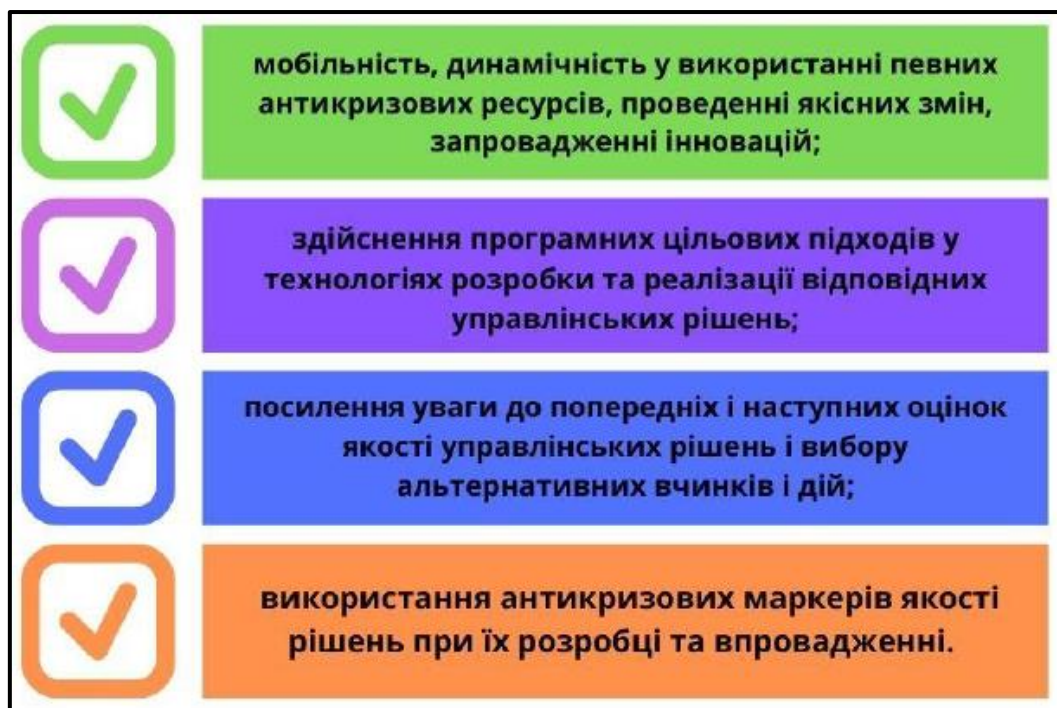 мобільність, динамічність у використанні певних
антикризових ресурсів, проведенні якісних змін,
запровадженні інновацій;
здійснення програмних цільових підходів у
технологіях розробки та реалізації відповідних
управлінських рішень;
посилення уваги до попередніх і наступних оцінок
якості управлінських рішень і вибору
альтернативних вчинків і дій;
використання антикризових маркерів якості
рішень при їх розробці та впровадженні.